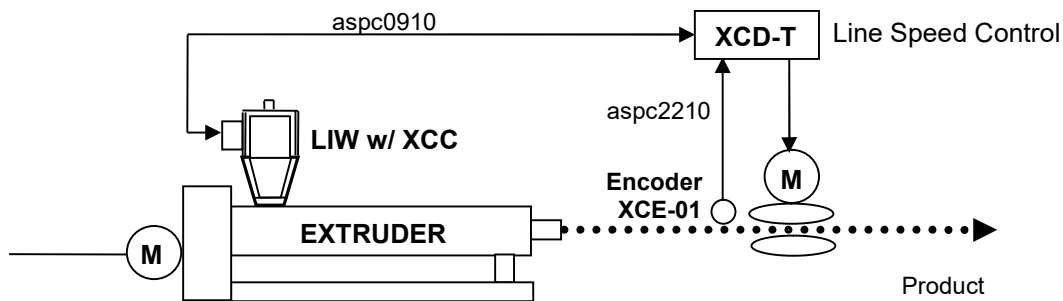 aspc0910
XCD-T
Line Speed Control
aspc2210
LIW w/ XCC
M
Encoder
XCE-01
EXTRUDER
M
Product